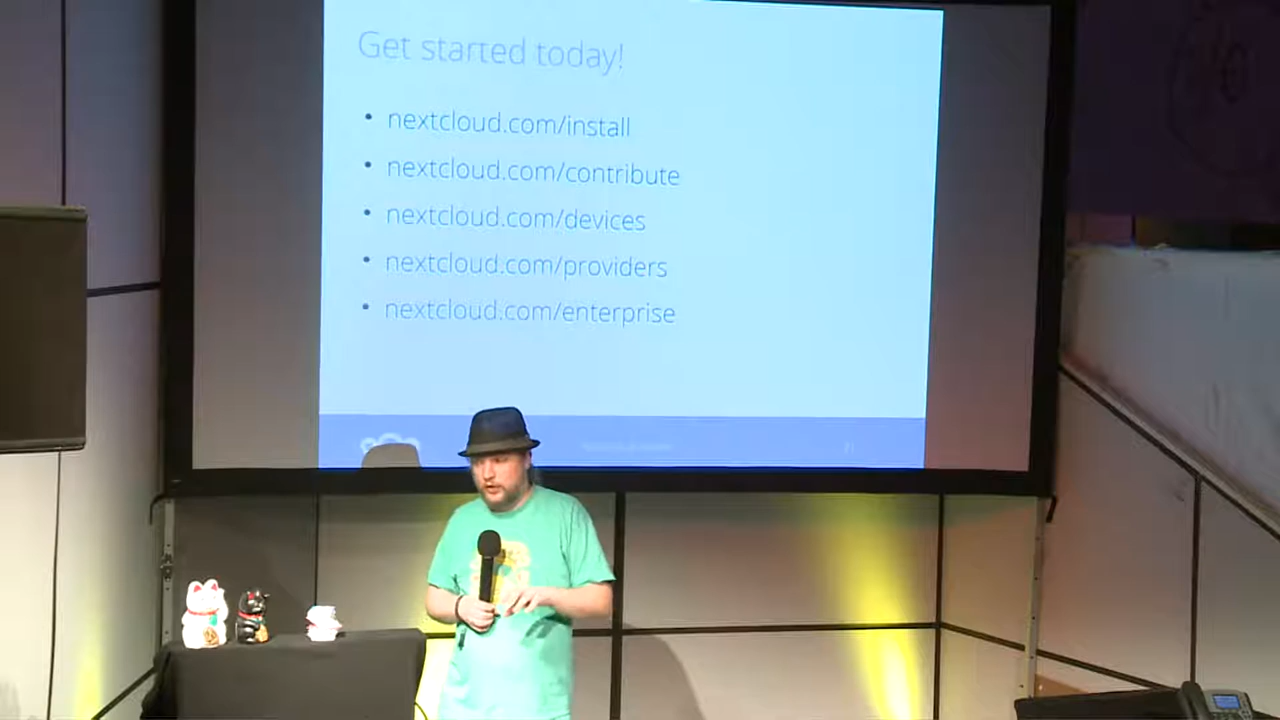 Get started today!
• nextcloud.com/install
• nextcloud.com/contribute
• nextcloud.com/devices
• nextcloud.com/providers
• nextcloud.com/enterprise